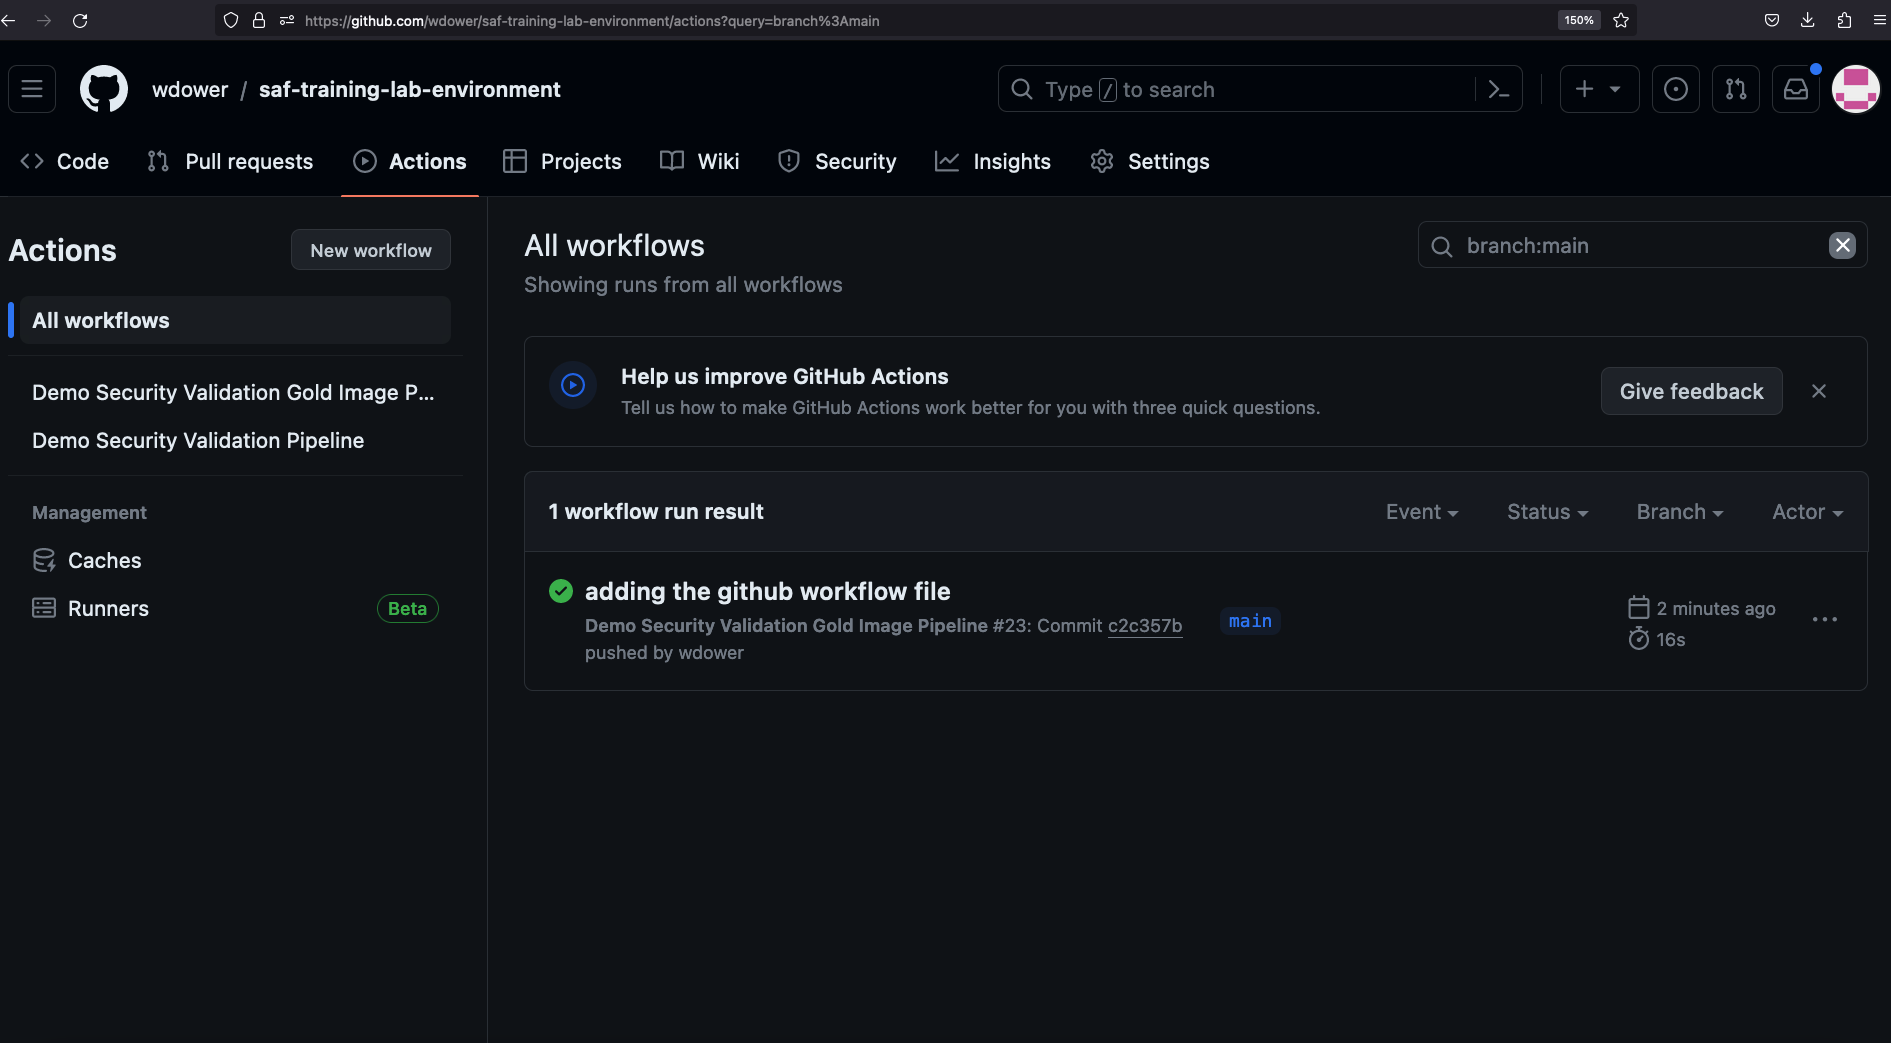 https://github.com/wdower/saf-training-lab-environment/actions?query=branch%3Amain
150%
wdower / saf-training-lab-environment
Type / to search
Code
Pull requests
Actions
Projects
Wiki
Security
Insights
Settings
Actions
New workflow
All workflows
Demo Security Validation Gold Image P...
Demo Security Validation Pipeline
Management
Caches
Runners
Beta
All workflows
Showing runs from all workflows
branch:main
Help us improve GitHub Actions
Tell us how to make GitHub Actions work better for you with three quick questions.
Give feedback
1 workflow run result
Event
Status
Branch
Actor
adding the github workflow file
Demo Security Validation Gold Image Pipeline #23: Commit c2c357b
pushed by wdower
main
2 minutes ago
16s